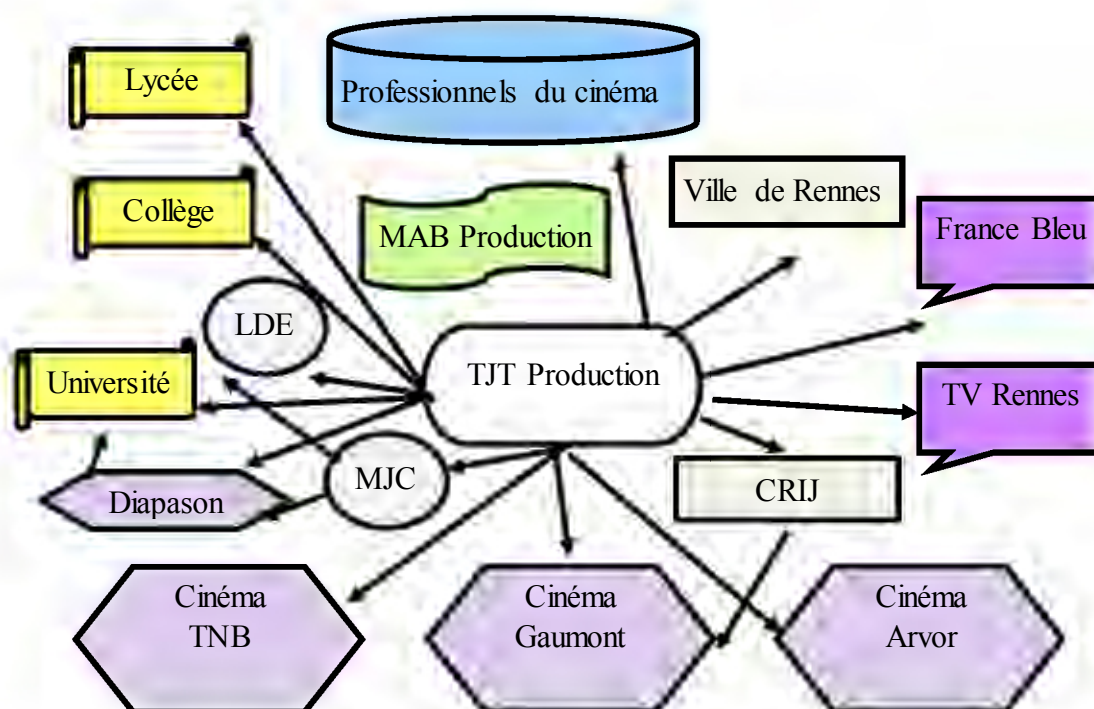 Lycée
Professionnels du cinéma
Ville de Rennes
Collège
MAB Production
France Bleu
LDE
Université
TJT Production
TV Rennes
MJC
CRIJ
Diapason
Cinéma
TNB
Cinéma
Gaumont
Cinéma
Arvor